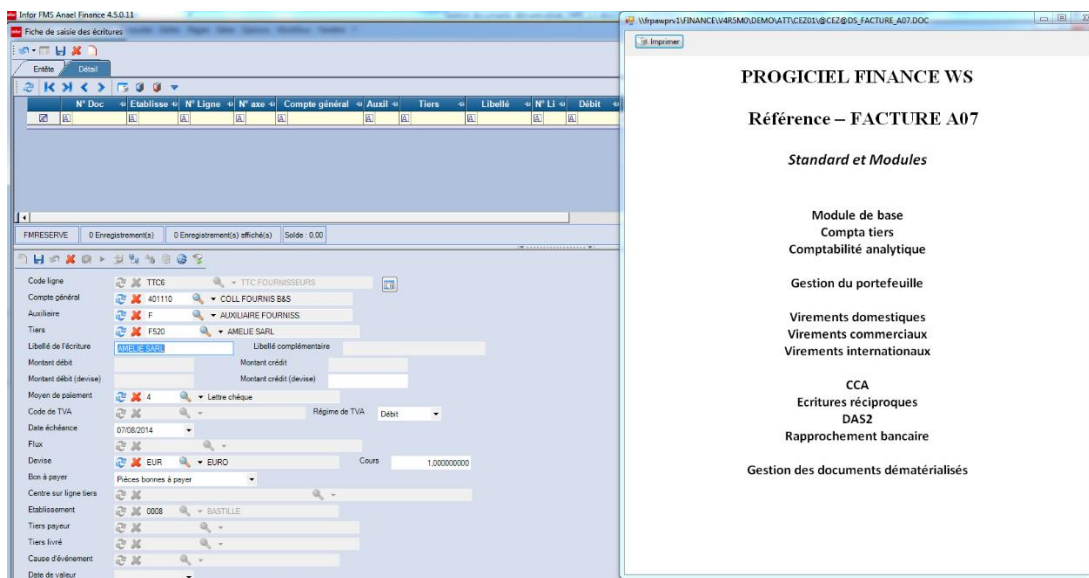 Infor FMS Anael Finance 4.5.0.11
Fiche de saisie des écritures
Entête Détail
N° Doc Etablisse N° Ligne N° axe Compte général Auxil Tiers Libellé N° Li Débit
FMRESERVE 0 Enregistrement(s) 0 Enregistrement(s) affiché(s) Solde : 0,00
Code ligne TTC6 TTC FOURNISSEURS
Compte général 401110 COLL FOURNIS B&S
Auxiliaire F AUXILIAIRE FOURNISS
Tiers F520 AMELIE SARL
Libellé de l'écriture AMELIE SARL Libellé complémentaire
Montant débit Montant crédit
Montant débit (devise) Montant crédit (devise)
Moyen de paiement 4 Lettre chéque
Code de TVA Régime de TVA Débit
Date échéance 07/08/2014
Flux
Devise EUR EURO Cours 1,000000000
Bon à payer Pièces bonnes à payer
Centre sur ligne tiers
Etablissement 0008 BASTILLE
Tiers payeur
Tiers livré
Cause d'événement
Date de valeur
\\frpawprv1\FINANCE\V4R5M0\DEMO\ATT\CEZ01\@CEZ@DS_FACTURE_A07.DOC
Imprimer
PROGICIEL FINANCE WS
Référence – FACTURE A07
Standard et Modules
Module de base
Compta tiers
Comptabilité analytique
Gestion du portefeuille
Virements domestiques
Virements commerciaux
Virements internationaux
CCA
Ecritures réciproques
DAS2
Rapprochement bancaire
Gestion des documents dématérialisés